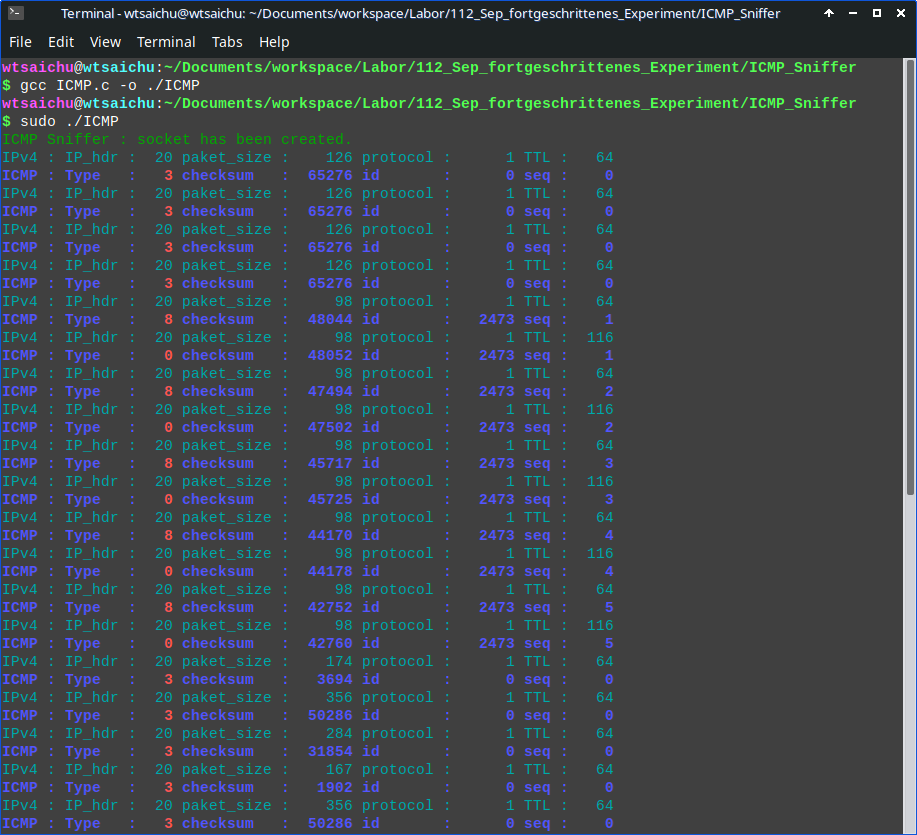 Terminal - wtsaichu@wtsaichu: ~/Documents/workspace/Labor/112_Sep_fortgeschrittenes_Experiment/ICMP_Sniffer
File Edit View Terminal Tabs Help
wtsaichu@wtsaichu:~/Documents/workspace/Labor/112_Sep_fortgeschrittenes_Experiment/ICMP_Sniffer
$ gcc ICMP.c -o ./ICMP
wtsaichu@wtsaichu:~/Documents/workspace/Labor/112_Sep_fortgeschrittenes_Experiment/ICMP_Sniffer
$ sudo ./ICMP
ICMP Sniffer : socket has been created.
IPv4 : IP_hdr :  20 paket_size :    126 protocol :      1 TTL :   64
ICMP : Type   :   3 checksum   :  65276 id       :      0 seq :    0
IPv4 : IP_hdr :  20 paket_size :    126 protocol :      1 TTL :   64
ICMP : Type   :   3 checksum   :  65276 id       :      0 seq :    0
IPv4 : IP_hdr :  20 paket_size :    126 protocol :      1 TTL :   64
ICMP : Type   :   3 checksum   :  65276 id       :      0 seq :    0
IPv4 : IP_hdr :  20 paket_size :    126 protocol :      1 TTL :   64
ICMP : Type   :   3 checksum   :  65276 id       :      0 seq :    0
IPv4 : IP_hdr :  20 paket_size :     98 protocol :      1 TTL :   64
ICMP : Type   :   8 checksum   :  48044 id       :   2473 seq :    1
IPv4 : IP_hdr :  20 paket_size :     98 protocol :      1 TTL :  116
ICMP : Type   :   0 checksum   :  48052 id       :   2473 seq :    1
IPv4 : IP_hdr :  20 paket_size :     98 protocol :      1 TTL :   64
ICMP : Type   :   8 checksum   :  47494 id       :   2473 seq :    2
IPv4 : IP_hdr :  20 paket_size :     98 protocol :      1 TTL :  116
ICMP : Type   :   0 checksum   :  47502 id       :   2473 seq :    2
IPv4 : IP_hdr :  20 paket_size :     98 protocol :      1 TTL :   64
ICMP : Type   :   8 checksum   :  45717 id       :   2473 seq :    3
IPv4 : IP_hdr :  20 paket_size :     98 protocol :      1 TTL :  116
ICMP : Type   :   0 checksum   :  45725 id       :   2473 seq :    3
IPv4 : IP_hdr :  20 paket_size :     98 protocol :      1 TTL :   64
ICMP : Type   :   8 checksum   :  44170 id       :   2473 seq :    4
IPv4 : IP_hdr :  20 paket_size :     98 protocol :      1 TTL :  116
ICMP : Type   :   0 checksum   :  44178 id       :   2473 seq :    4
IPv4 : IP_hdr :  20 paket_size :     98 protocol :      1 TTL :   64
ICMP : Type   :   8 checksum   :  42752 id       :   2473 seq :    5
IPv4 : IP_hdr :  20 paket_size :     98 protocol :      1 TTL :  116
ICMP : Type   :   0 checksum   :  42760 id       :   2473 seq :    5
IPv4 : IP_hdr :  20 paket_size :    174 protocol :      1 TTL :   64
ICMP : Type   :   3 checksum   :   3694 id       :      0 seq :    0
IPv4 : IP_hdr :  20 paket_size :    356 protocol :      1 TTL :   64
ICMP : Type   :   3 checksum   :  50286 id       :      0 seq :    0
IPv4 : IP_hdr :  20 paket_size :    284 protocol :      1 TTL :   64
ICMP : Type   :   3 checksum   :  31854 id       :      0 seq :    0
IPv4 : IP_hdr :  20 paket_size :    167 protocol :      1 TTL :   64
ICMP : Type   :   3 checksum   :   1902 id       :      0 seq :    0
IPv4 : IP_hdr :  20 paket_size :    356 protocol :      1 TTL :   64
ICMP : Type   :   3 checksum   :  50286 id       :      0 seq :    0